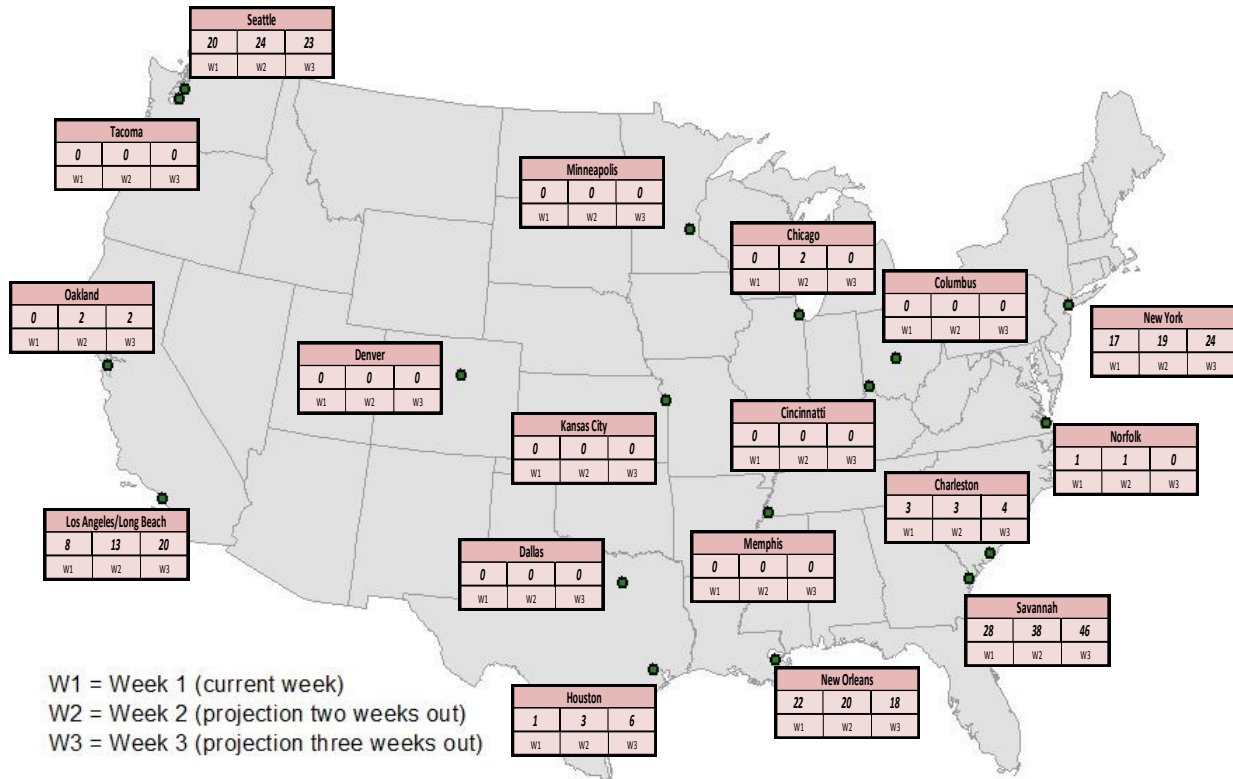 Seattle
20 24 23
W1 W2 W3
Tacoma
0 0 0
W1 W2 W3
Minneapolis
0 0 0
W1 W2 W3
Chicago
0 2 0
W1 W2 W3
Columbus
0 0 0
W1 W2 W3
Oakland
0 2 2
W1 W2 W3
New York
17 19 24
W1 W2 W3
Denver
0 0 0
W1 W2 W3
Kansas City
0 0 0
W1 W2 W3
Cincinnatti
0 0 0
W1 W2 W3
Norfolk
1 1 0
W1 W2 W3
Charleston
3 3 4
W1 W2 W3
Los Angeles/Long Beach
8 13 20
W1 W2 W3
Dallas
0 0 0
W1 W2 W3
Memphis
0 0 0
W1 W2 W3
Savannah
28 38 46
W1 W2 W3
New Orleans
22 20 18
W1 W2 W3
Houston
1 3 6
W1 W2 W3
W1 = Week 1 (current week)
W2 = Week 2 (projection two weeks out)
W3 = Week 3 (projection three weeks out)